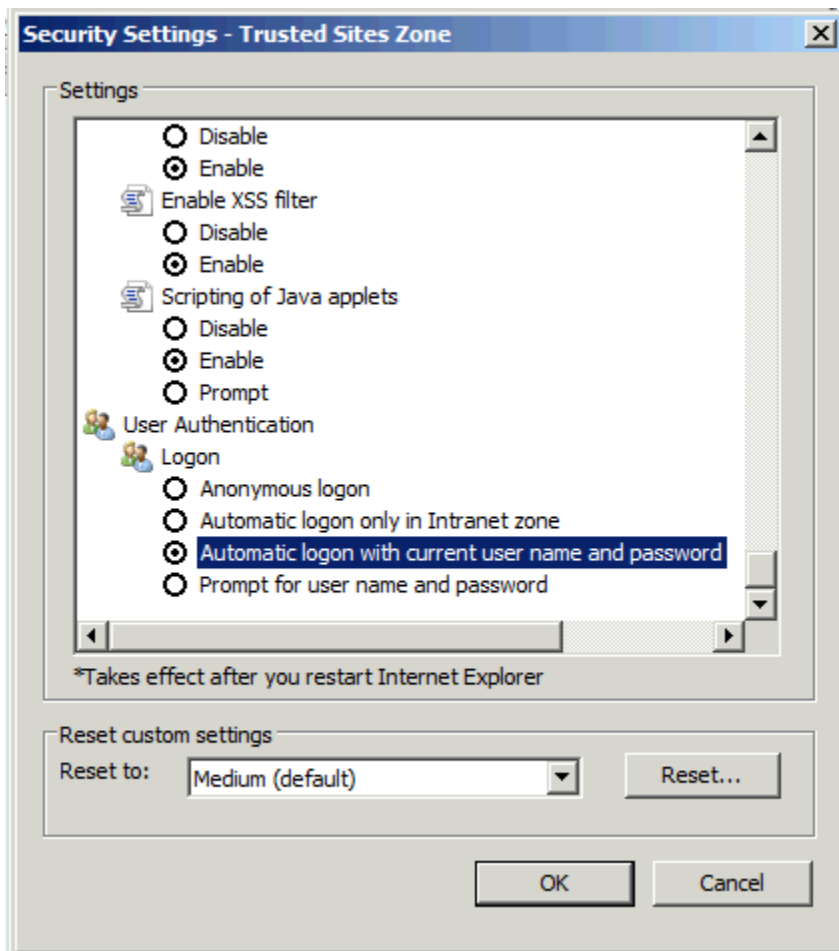 Security Settings - Trusted Sites Zone
Settings
Disable
Enable
Enable XSS filter
Disable
Enable
Scripting of Java applets
Disable
Enable
Prompt
User Authentication
Logon
Anonymous logon
Automatic logon only in Intranet zone
Automatic logon with current user name and password
Prompt for user name and password
*Takes effect after you restart Internet Explorer
Reset custom settings
Reset to: Medium (default) Reset...
OK Cancel